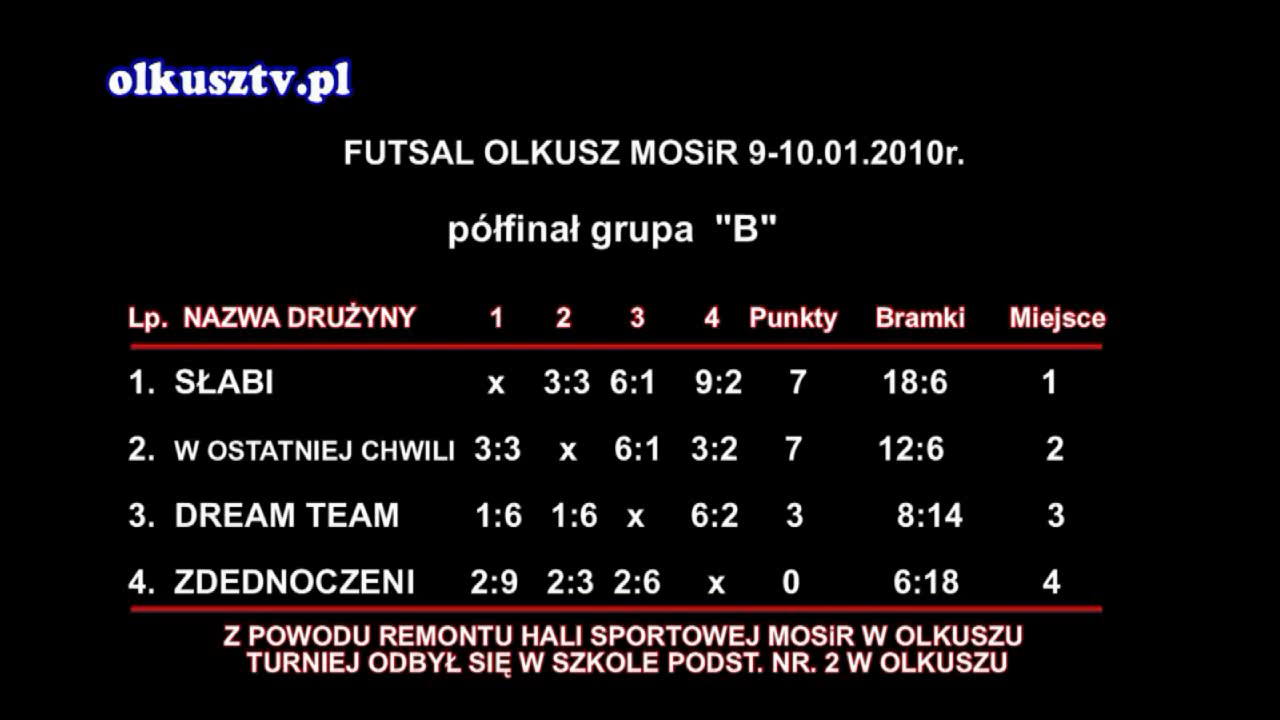 olkusztv.pl
FUTSAL OLKUSZ MOSiR 9-10.01.2010r.
półfinał grupa "B"
Lp. NAZWA DRUŻYNY 1 2 3 4 Punkty Bramki Miejsce
1. SŁABI x 3:3 6:1 9:2 7 18:6 1
2. W OSTATNIEJ CHWILI 3:3 x 6:1 3:2 7 12:6 2
3. DREAM TEAM 1:6 1:6 x 6:2 3 8:14 3
4. ZDEDNOCZENI 2:9 2:3 2:6 x 0 6:18 4
Z POWODU REMONTU HALI SPORTOWEJ MOSiR W OLKUSZU
TURNIEJ ODBYŁ SIĘ W SZKOLE PODST. NR. 2 W OLKUSZU